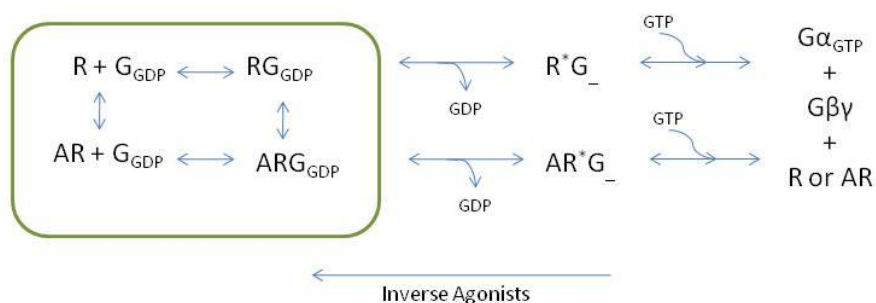 R + G_GDP RG_GDP
AR + G_GDP ARG_GDP
GDP
R*G_
GTP
GDP
AR*G_
GTP
Gα_GTP
+
Gβγ
+
R or AR
Inverse Agonists